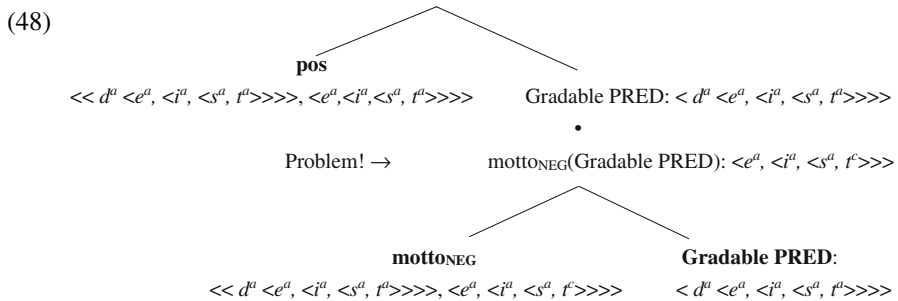 (48)
pos
<< dᵃ <eᵃ, <iᵃ, <sᵃ, tᵃ>>>>, <eᵃ,<iᵃ,<sᵃ, tᵃ>>>> Gradable PRED: < dᵃ <eᵃ, <iᵃ, <sᵃ, tᵃ>>>>
•
Problem! → mottoNEG(Gradable PRED): <eᵃ, <iᵃ, <sᵃ, tᶜ>>>
mottoNEG Gradable PRED:
<< dᵃ <eᵃ, <iᵃ, <sᵃ, tᵃ>>>>, <eᵃ, <iᵃ, <sᵃ, tᶜ>>>> < dᵃ <eᵃ, <iᵃ, <sᵃ, tᵃ>>>>